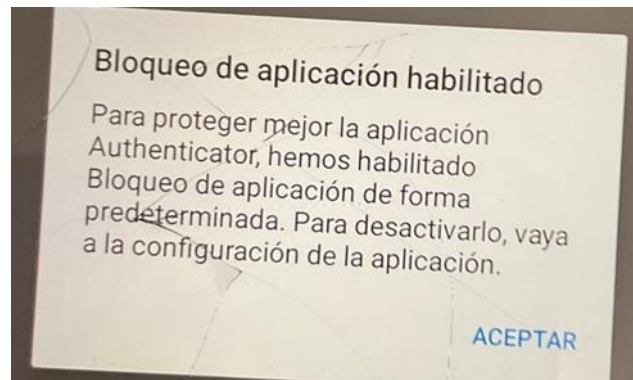 Bloqueo de aplicación habilitado
Para proteger mejor la aplicación
Authenticator, hemos habilitado
Bloqueo de aplicación de forma
predeterminada. Para desactivarlo, vaya
a la configuración de la aplicación.
ACEPTAR